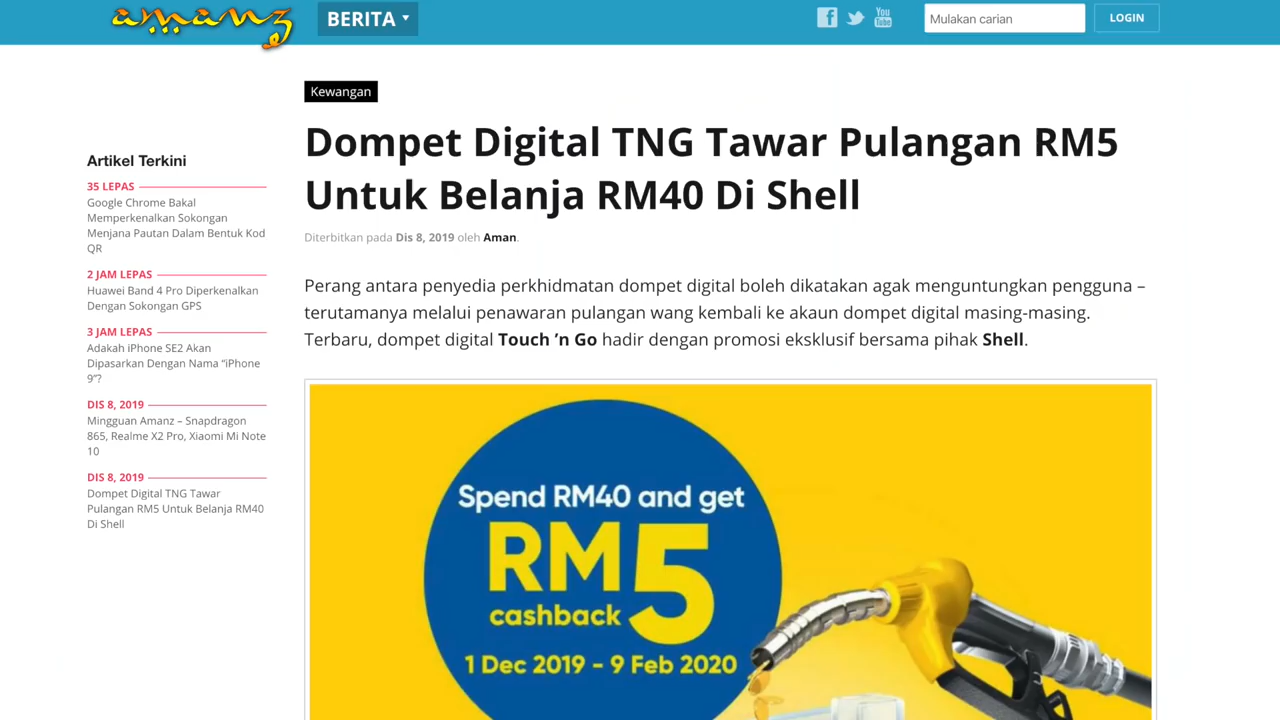 amanz
BERITA
Mulakan carian
LOGIN
Kewangan
Dompet Digital TNG Tawar Pulangan RM5
Untuk Belanja RM40 Di Shell
Diterbitkan pada Dis 8, 2019 oleh Aman.
Artikel Terkini
35 LEPAS
Google Chrome Bakal
Memperkenalkan Sokongan
Menjana Pautan Dalam Bentuk Kod
QR
2 JAM LEPAS
Huawei Band 4 Pro Diperkenalkan
Dengan Sokongan GPS
3 JAM LEPAS
Adakah iPhone SE2 Akan
Dipasarkan Dengan Nama “iPhone
9”?
DIS 8, 2019
Mingguan Amanz – Snapdragon
865, Realme X2 Pro, Xiaomi Mi Note
10
DIS 8, 2019
Dompet Digital TNG Tawar
Pulangan RM5 Untuk Belanja RM40
Di Shell
Perang antara penyedia perkhidmatan dompet digital boleh dikatakan agak menguntungkan pengguna –
terutamanya melalui penawaran pulangan wang kembali ke akaun dompet digital masing-masing.
Terbaru, dompet digital Touch ’n Go hadir dengan promosi eksklusif bersama pihak Shell.
Spend RM40 and get
RM5
cashback
1 Dec 2019 – 9 Feb 2020